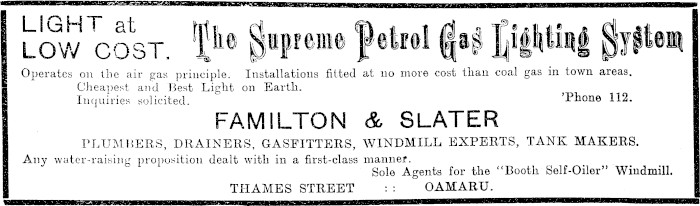 LIGHT at
LOW COST.
The Supreme Petrol Gas Lighting System
Operates on the air gas principle. Installations fitted at no more cost than coal gas in town areas.
Cheapest and Best Light on Earth.
Inquiries solicited. 'Phone 112.
FAMILTON & SLATER
PLUMBERS, DRAINERS, GASFITTERS, WINDMILL EXPERTS, TANK MAKERS.
Any water-raising proposition dealt with in a first-class manner.
Sole Agents for the "Booth Self-Oiler" Windmill.
THAMES STREET :: OAMARU.